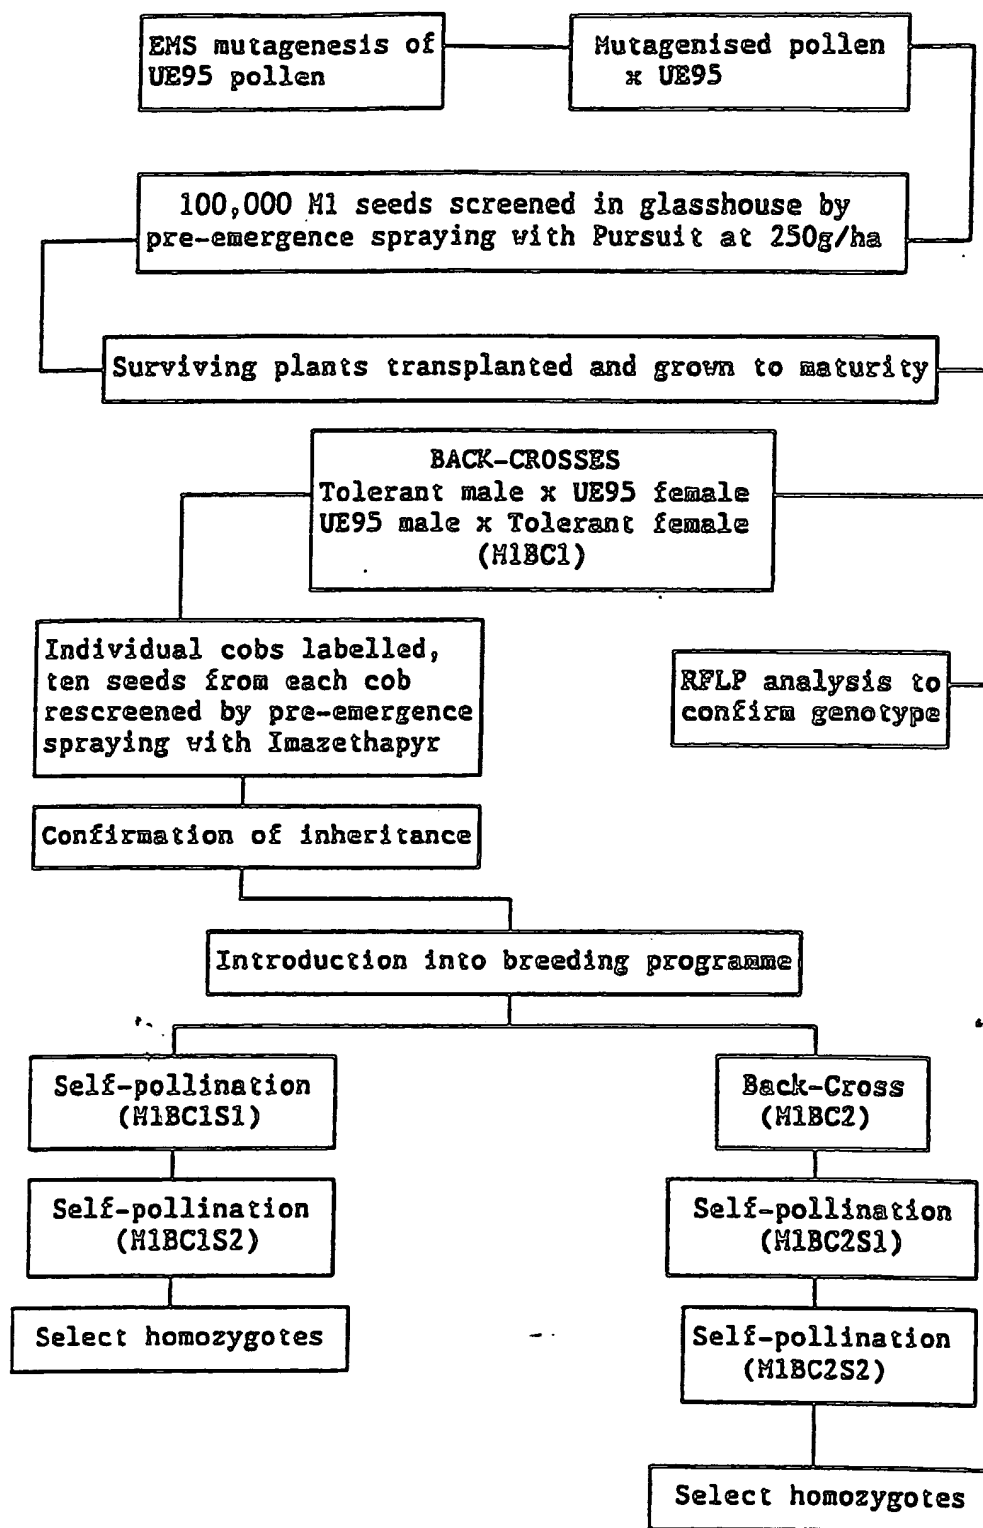 EMS mutagenesis of
UE95 pollen
Mutagenised pollen
x UE95
100,000 M1 seeds screened in glasshouse by
pre-emergence spraying with Pursuit at 250g/ha
Surviving plants transplanted and grown to maturity
BACK-CROSSES
Tolerant male x UE95 female
UE95 male x Tolerant female
(M1BC1)
Individual cobs labelled,
ten seeds from each cob
rescreened by pre-emergence
spraying with Imazethapyr
RFLP analysis to
confirm genotype
Confirmation of inheritance
Introduction into breeding programme
Self-pollination
(M1BC1S1)
Back-Cross
(M1BC2)
Self-pollination
(M1BC1S2)
Self-pollination
(M1BC2S1)
Select homozygotes
Self-pollination
(M1BC2S2)
Select homozygotes